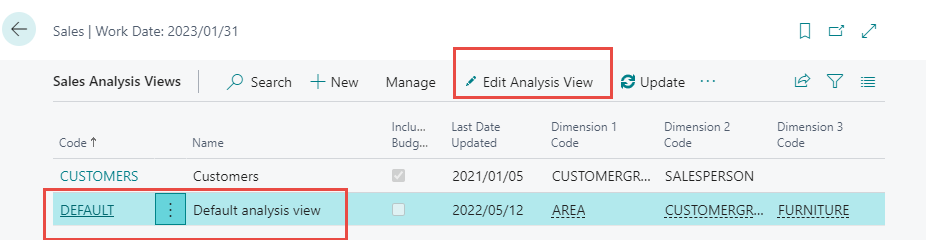 Sales | Work Date: 2023/01/31
Sales Analysis Views Search New Manage Edit Analysis View Update ...
Code ↑ Name Inclu... Budg... Last Date Updated Dimension 1 Code Dimension 2 Code Dimension 3 Code
CUSTOMERS Customers 2021/01/05 CUSTOMERGR... SALESPERSON
DEFAULT Default analysis view 2022/05/12 AREA CUSTOMERGR... FURNITURE